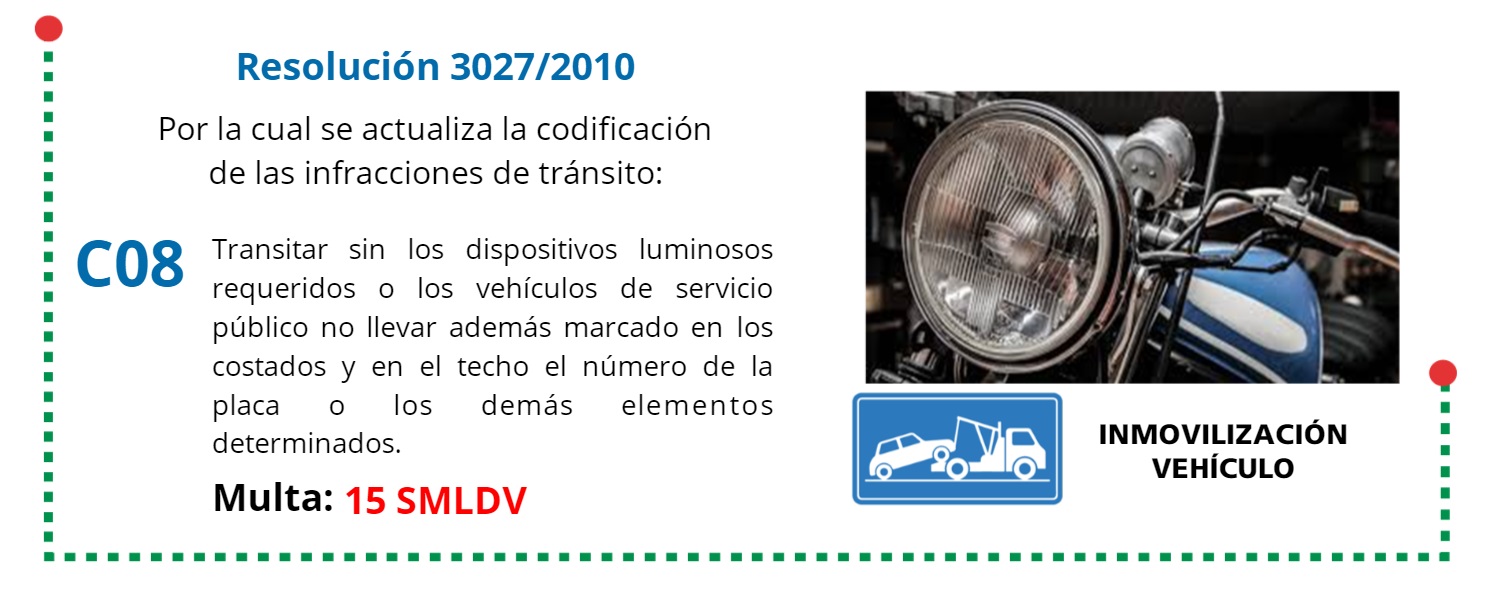 Resolución 3027/2010
Por la cual se actualiza la codificación
de las infracciones de tránsito:
C08
Transitar sin los dispositivos luminosos
requeridos o los vehículos de servicio
público no llevar además marcado en los
costados y en el techo el número de la
placa o los demás elementos
determinados.
Multa: 15 SMLDV
INMOVILIZACIÓN
VEHÍCULO